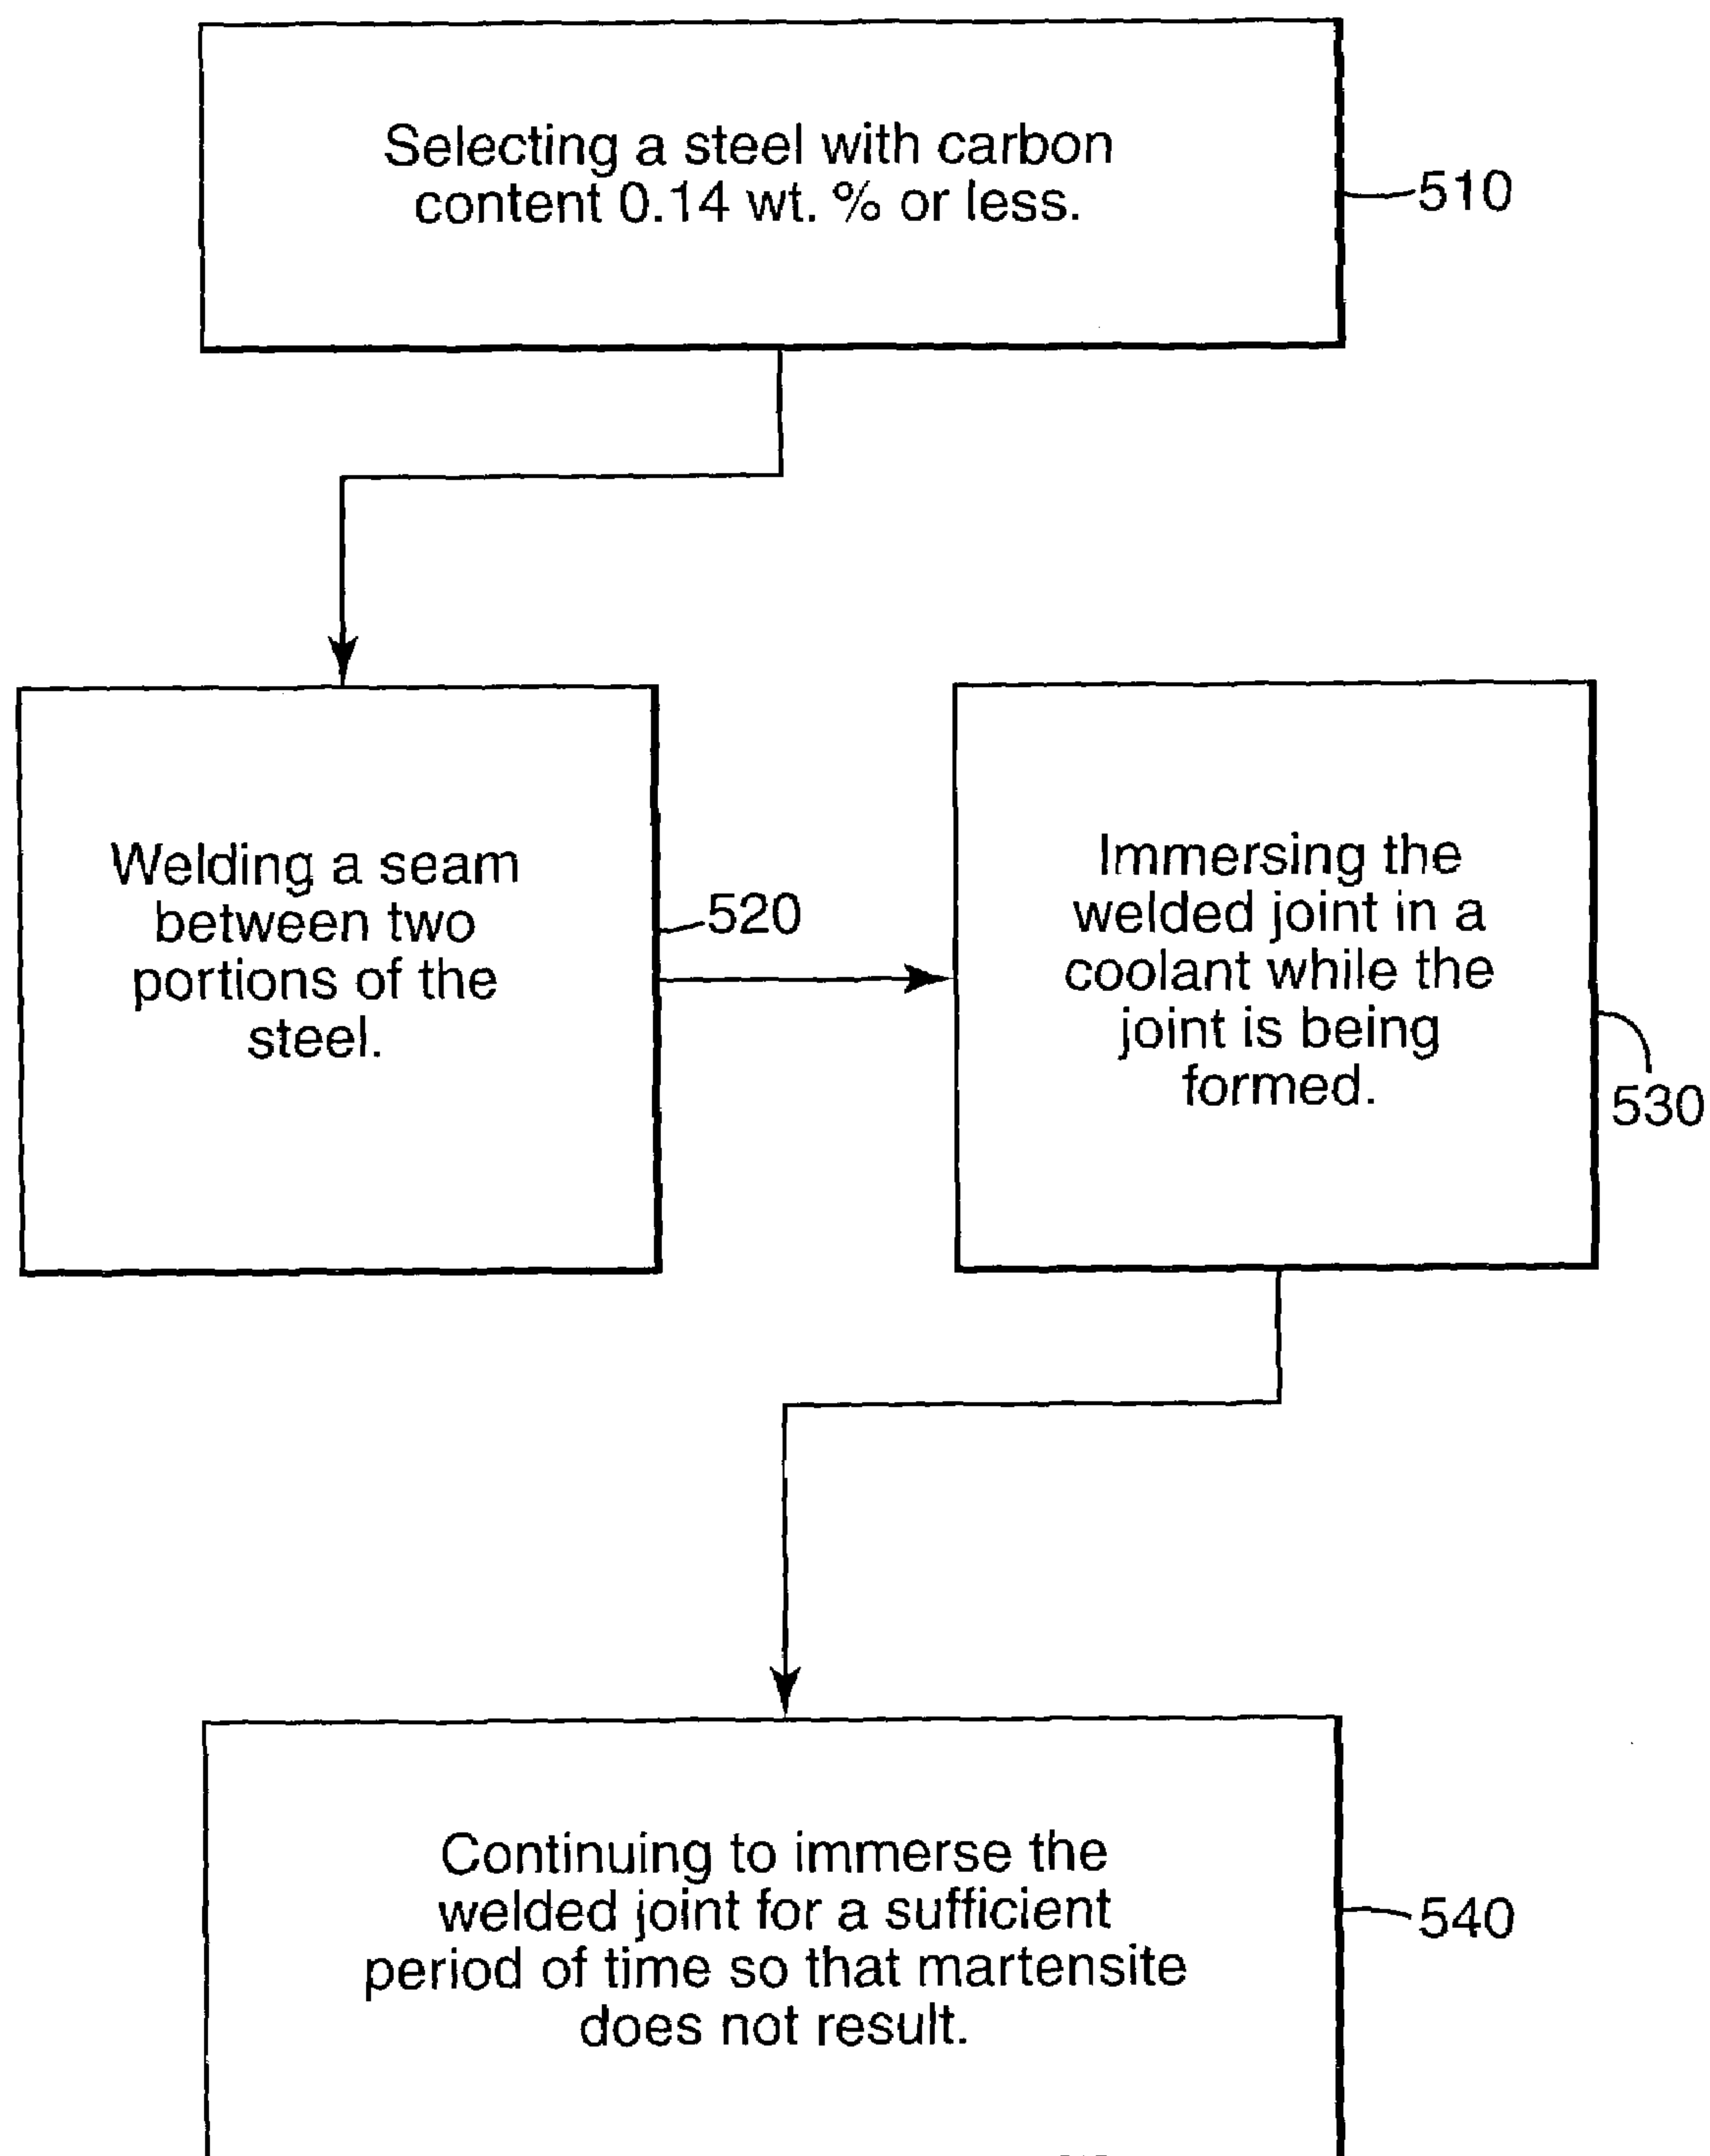 Selecting a steel with carbon
content 0.14 wt. % or less.
510
Welding a seam
between two
portions of the
steel.
520
Immersing the
welded joint in a
coolant while the
joint is being
formed.
530
Continuing to immerse the
welded joint for a sufficient
period of time so that martensite
does not result.
540